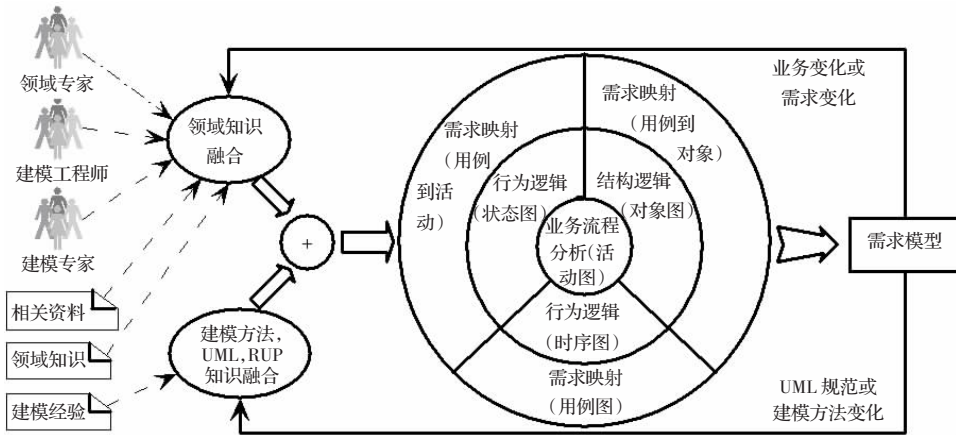 领域专家
建模工程师
建模专家
相关资料
领域知识
建模经验
领域知识
融合
+
建模方法,
UML,RUP
知识融合
需求映射
(用例
到活
动)
需求映射
(用例到
对象)
行为逻辑
(状态图)
结构逻辑
(对象图)
业务流程
分析(活
动图)
行为逻辑
(时序图)
需求映射
(用例图)
业务变化或
需求变化
需求模型
UML 规范或
建模方法变化